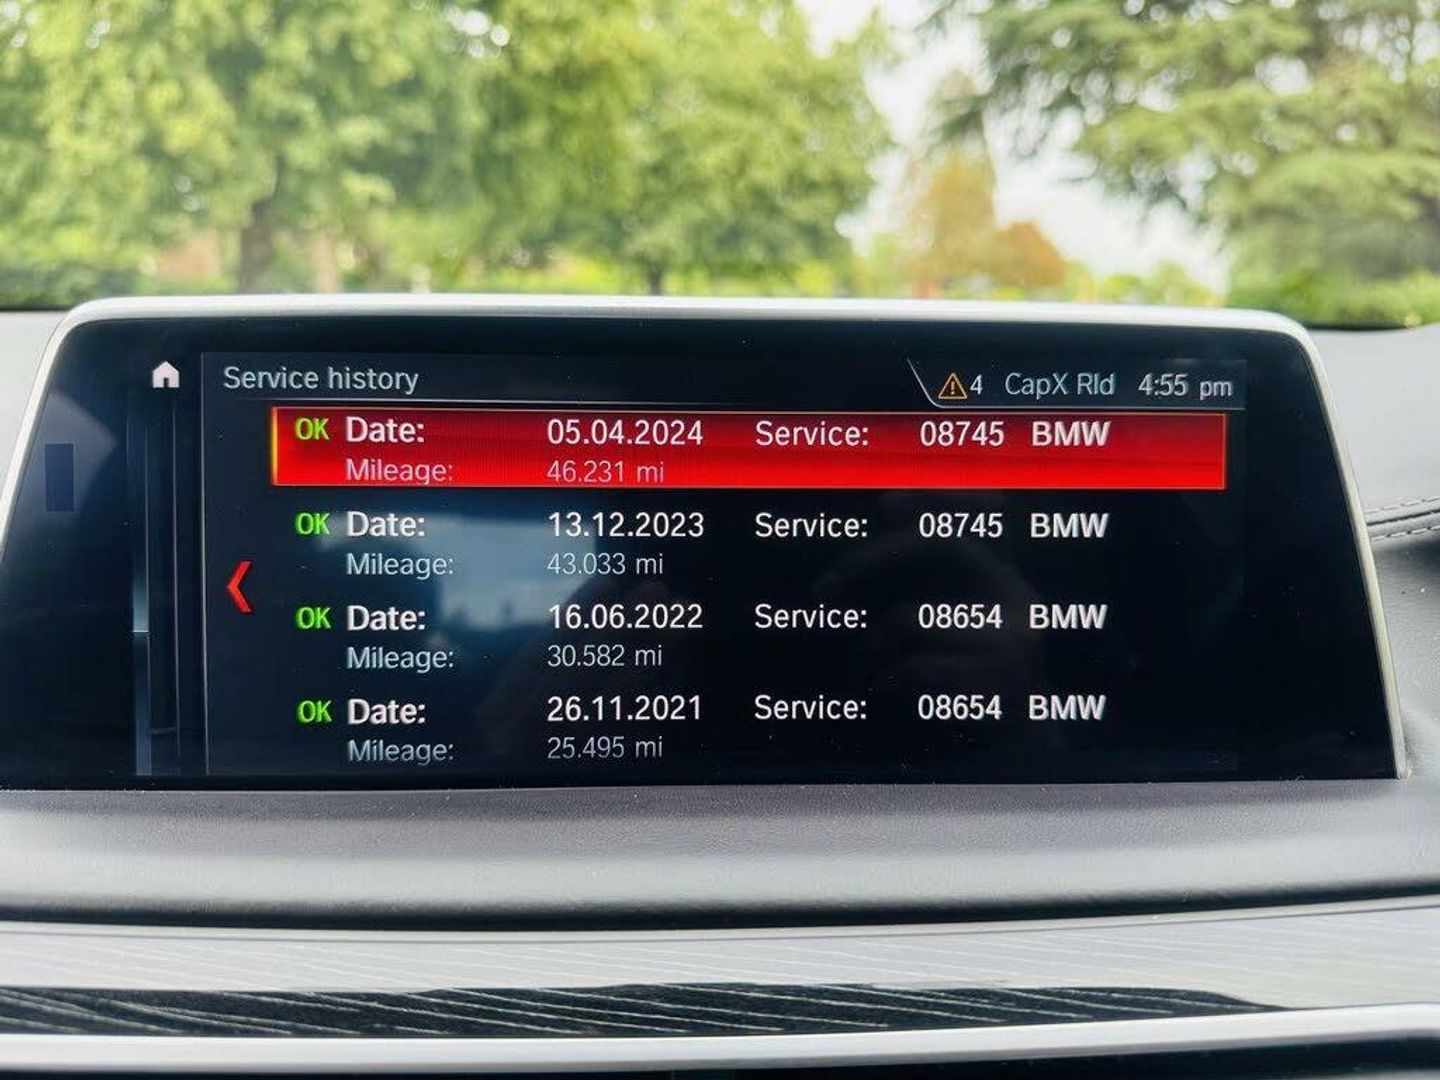 Service history 4 CapX Rld 4:55 pm
OK Date: 05.04.2024 Service: 08745 BMW
Mileage: 46.231 mi
OK Date: 13.12.2023 Service: 08745 BMW
Mileage: 43.033 mi
OK Date: 16.06.2022 Service: 08654 BMW
Mileage: 30.582 mi
OK Date: 26.11.2021 Service: 08654 BMW
Mileage: 25.495 mi